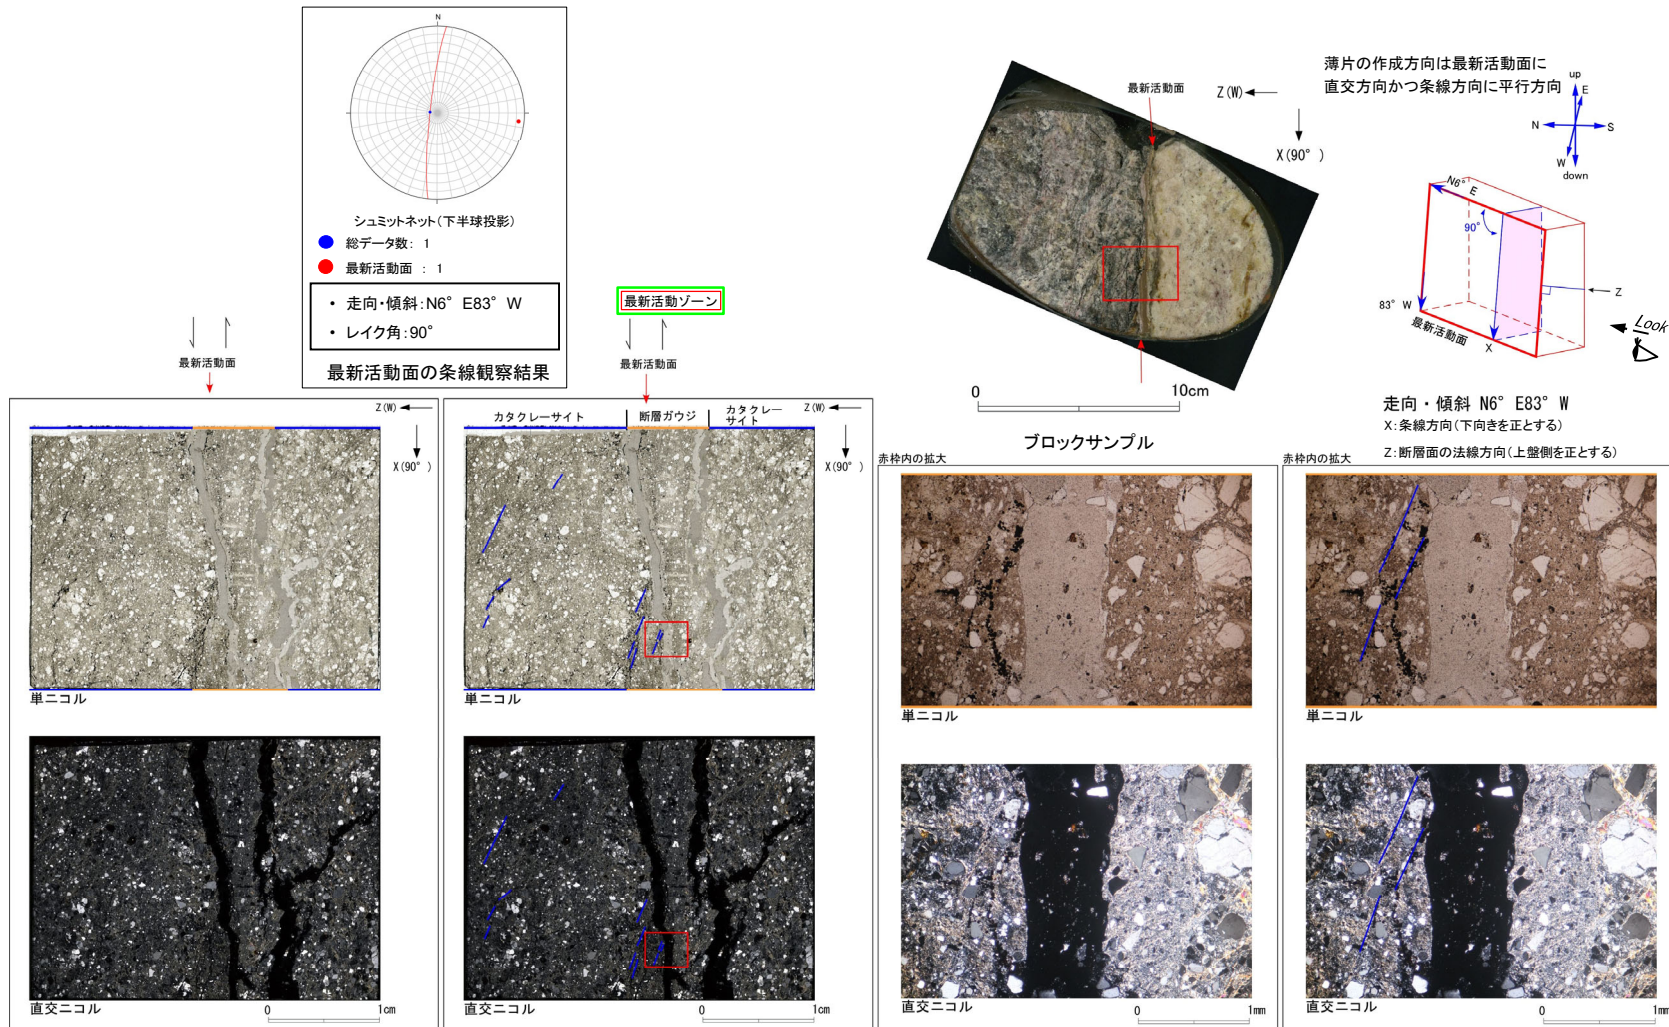 N
シュミットネット(下半球投影)
総データ数: 1
最新活動面 : 1
・ 走向・傾斜:N6° E83° W
・ レイク角:90°
最新活動面の条線観察結果
最新活動面
最新活動ゾーン
最新活動面
Z(W)
X(90° )
単ニコル
直交ニコル
0 1cm
カタクレーサイト
断層ガウジ
カタクレー
サイト
Z(W)
X(90° )
単ニコル
直交ニコル
0 1cm
最新活動面
Z(W)
X(90° )
0 10cm
ブロックサンプル
薄片の作成方向は最新活動面に
直交方向かつ条線方向に平行方向
up
E
N
S
W
down
N6° E
90°
83° W
最新活動面
X
Z
Look
走向・傾斜 N6° E83° W
X:条線方向(下向きを正とする)
Z:断層面の法線方向(上盤側を正とする)
赤枠内の拡大
単ニコル
直交ニコル
0 1mm
赤枠内の拡大
単ニコル
直交ニコル
0 1mm